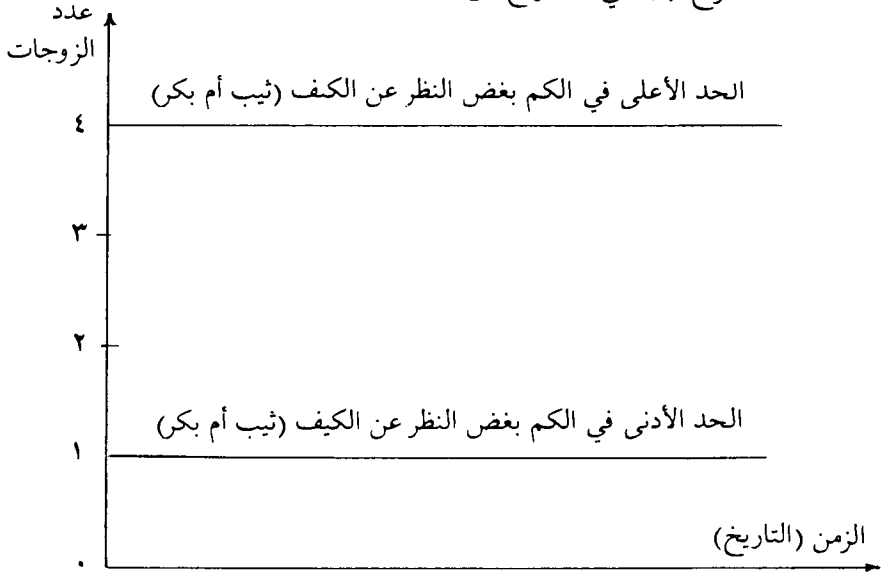 عدد
الزوجات
الحد الأعلى في الكم بغض النظر عن الكيف (ثيب أم بكر)
٤
٣
٢
الحد الأدنى في الكم بغض النظر عن الكيف (ثيب أم بكر)
١
الزمن (التاريخ)
٠